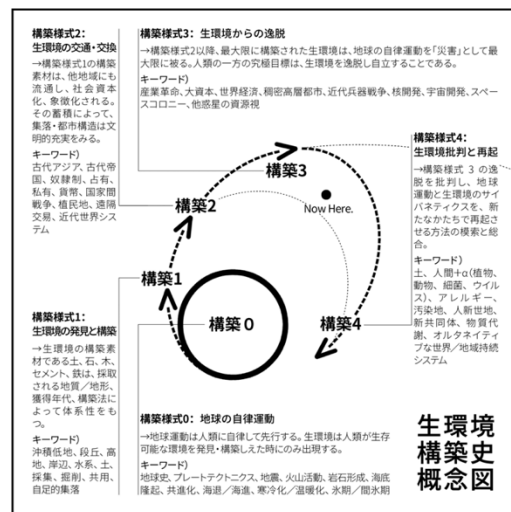 構築様式2:
生環境の交通・交換
→構築様式1の構築
素材は、他地域にも
流通し、社会資本
化、象徴化される。
その蓄積によって、
集落・都市構造は文
明的充実をみる。
キーワード)
古代アジア、古代帝
国、奴隷制、占有、
私有、貨幣、国家間
戦争、植民地、遠隔
交易、近代世界シス
テム
構築様式3:生環境からの逸脱
→構築様式2以降、最大限に構築された生環境は、地球の自律運動を「災害」として最
大限に被る。人類の一方の究極目標は、生環境を逸脱し自立することである。
キーワード)
産業革命、大資本、世界経済、稠密高層都市、近代兵器戦争、核開発、宇宙開発、スペー
スコロニー、他惑星の資源視
構築様式4:
生環境批判と再起
→構築様式 3 の逸
脱を批判し、地球
運動と生環境のサイ
バネティクスを、新
たなかたちで再起さ
せる方法の模索と総
合。
キーワード)
土、人間+α(植物、
動物、細菌、ウイル
ス)、アレルギー、
汚染地、人新世、
新共同体、物質代
謝、オルタネイティ
ブな世界/地域持続
システム
構築3
Now Here.
構築2
構築1
構築0
構築4
構築様式1:
生環境の発見と構築
→生環境の構築素
材である土、石、木、
セメント、鉄は、採取
される地質/地形、
獲得年代、構築法に
よって体系性をも
つ。
キーワード)
沖積低地、段丘、高
地、岸辺、水系、土、
採集、掘削、共用、
自足的集落
構築様式0:地球の自律運動
→地球運動は人類に自律して先行する。生環境は人類が生存
可能な環境を発見・構築しえた時にのみ出現する。
キーワード)
地球史、プレートテクトニクス、地震、火山活動、岩石形成、海底
隆起、共進化、海退/海進、寒冷化/温暖化、氷期/間氷期
生環境
構築史
概念図